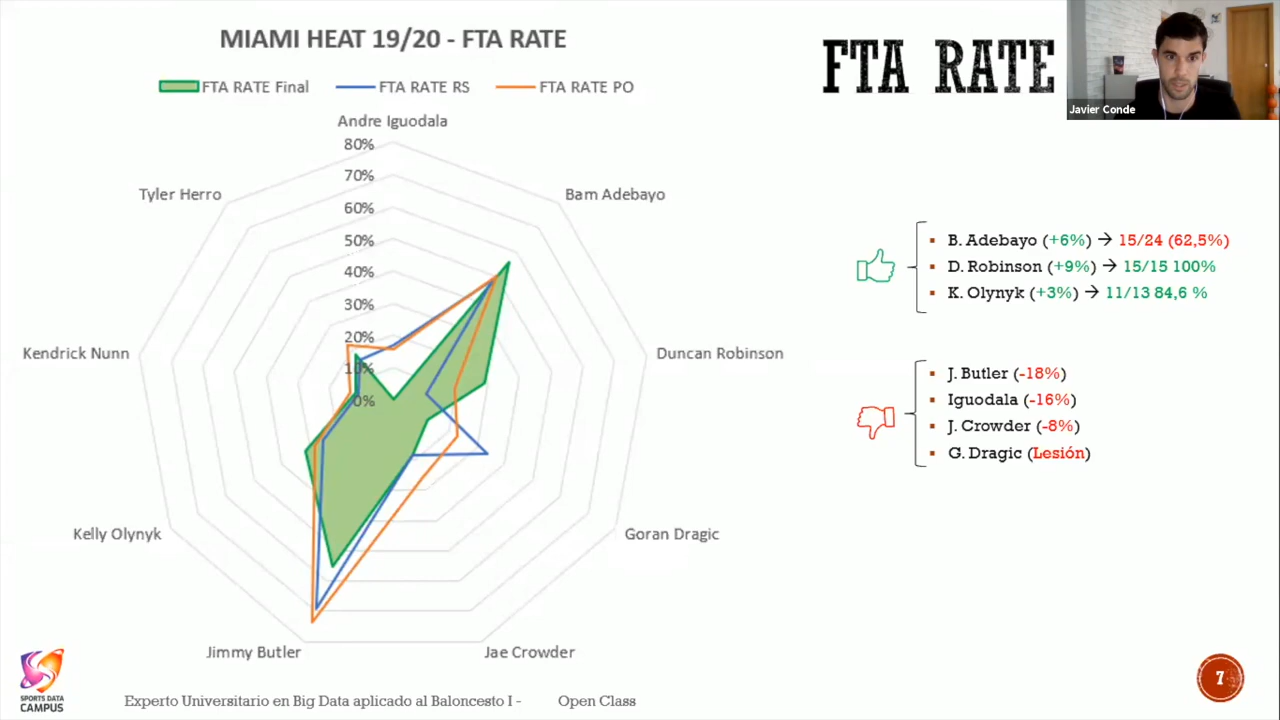 MIAMI HEAT 19/20 - FTA RATE
FTA RATE Final
FTA RATE RS
FTA RATE PO
Andre Iguodala
80%
70%
60%
50%
40%
30%
20%
10%
0%
Bam Adebayo
Duncan Robinson
Goran Dragic
Jae Crowder
Jimmy Butler
Kelly Olynyk
Kendrick Nunn
Tyler Herro
FTA RATE
Javier Conde
▪ B. Adebayo (+6%) → 15/24 (62,5%)
▪ D. Robinson (+9%) → 15/15 100%
▪ K. Olynyk (+3%) → 11/13 84,6 %
▪ J. Butler (-18%)
▪ Iguodala (-16%)
▪ J. Crowder (-8%)
▪ G. Dragic (Lesión)
SPORTS DATA
CAMPUS
Experto Universitario en Big Data aplicado al Baloncesto I - Open Class
7